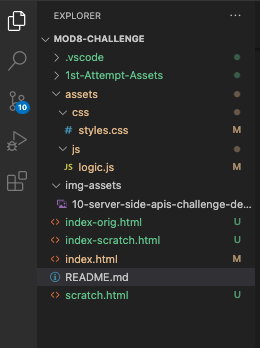 EXPLORER
MOD8-CHALLENGE
.vscode
1st-Attempt-Assets
assets
css
# styles.css M
js
JS logic.js M
img-assets
10-server-side-apis-challenge-de...
<> index-orig.html U
<> index-scratch.html U
<> index.html M
README.md
<> scratch.html U
10